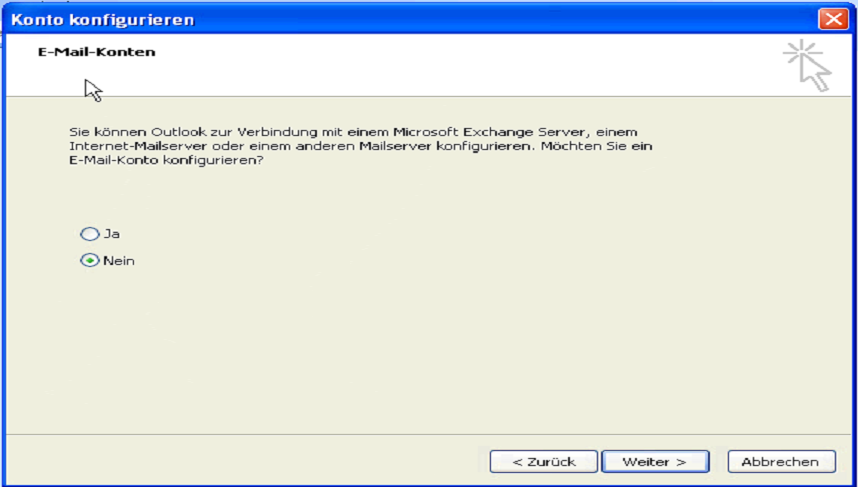 Konto konfigurieren
E-Mail-Konten
Sie können Outlook zur Verbindung mit einem Microsoft Exchange Server, einem
Internet-Mailserver oder einem anderen Mailserver konfigurieren. Möchten Sie ein
E-Mail-Konto konfigurieren?
Ja
Nein
< Zurück Weiter > Abbrechen